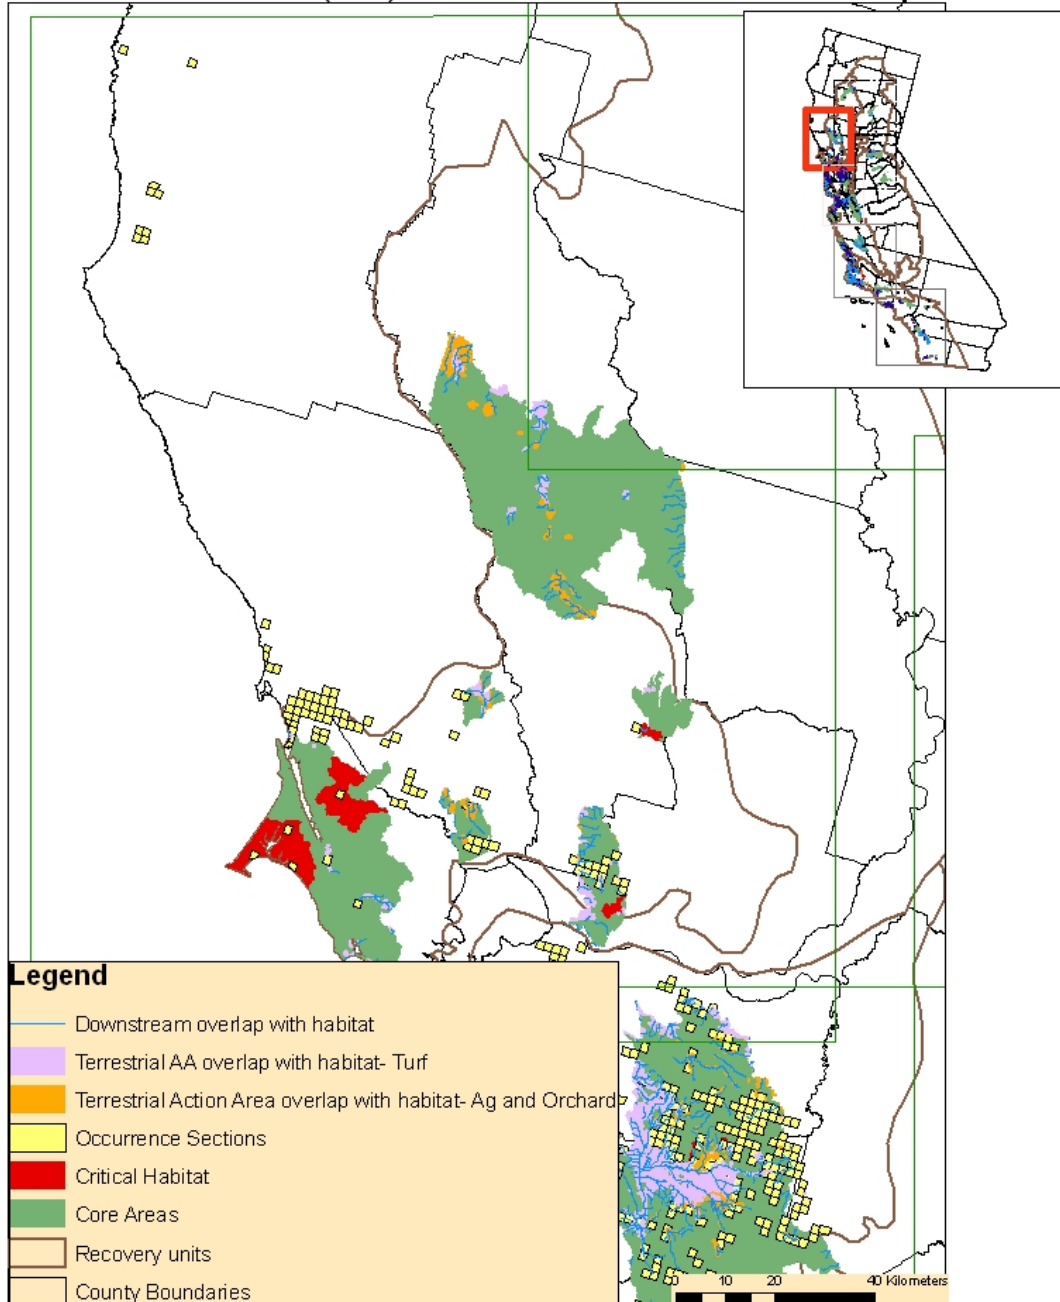 Legend
Downstream overlap with habitat
Terrestrial AA overlap with habitat- Turf
Terrestrial Action Area overlap with habitat- Ag and Orchard
Occurrence Sections
Critical Habitat
Core Areas
Recovery units
County Boundaries
0 10 20 40 Kilometers